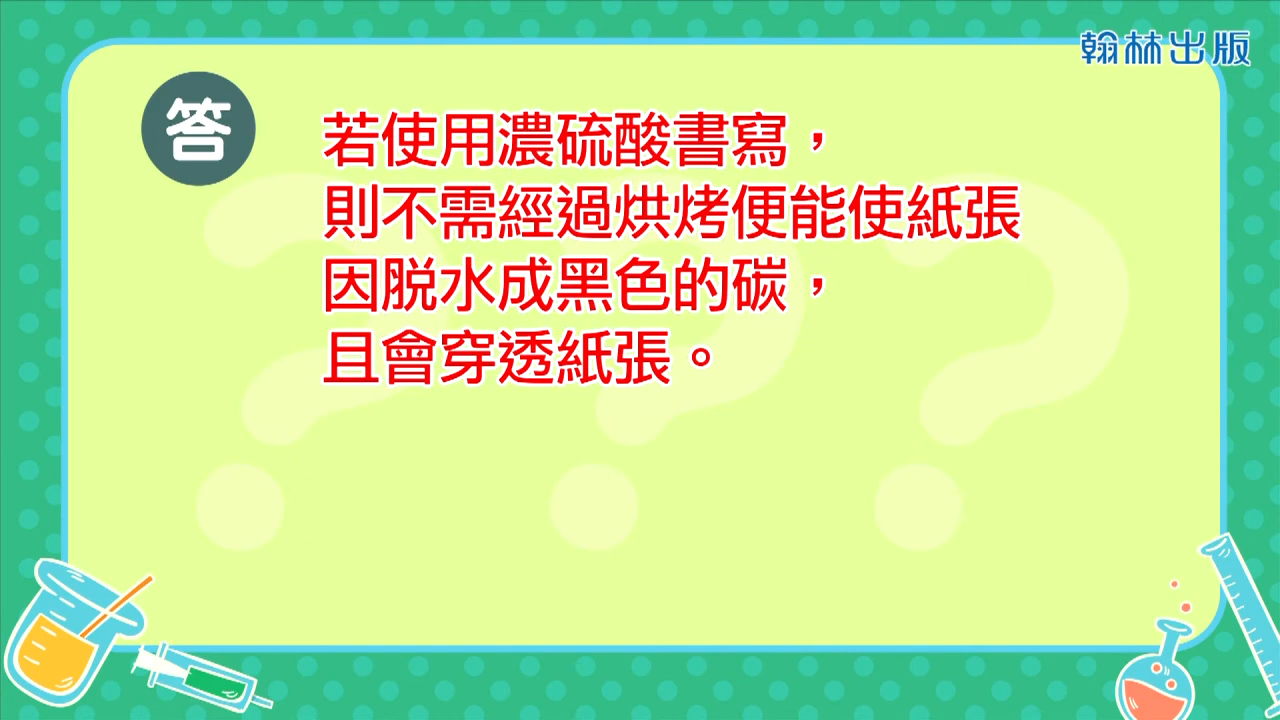 翰林出版
答
若使用濃硫酸書寫，
則不需經過烘烤便能使紙張
因脫水成黑色的碳，
且會穿透紙張。